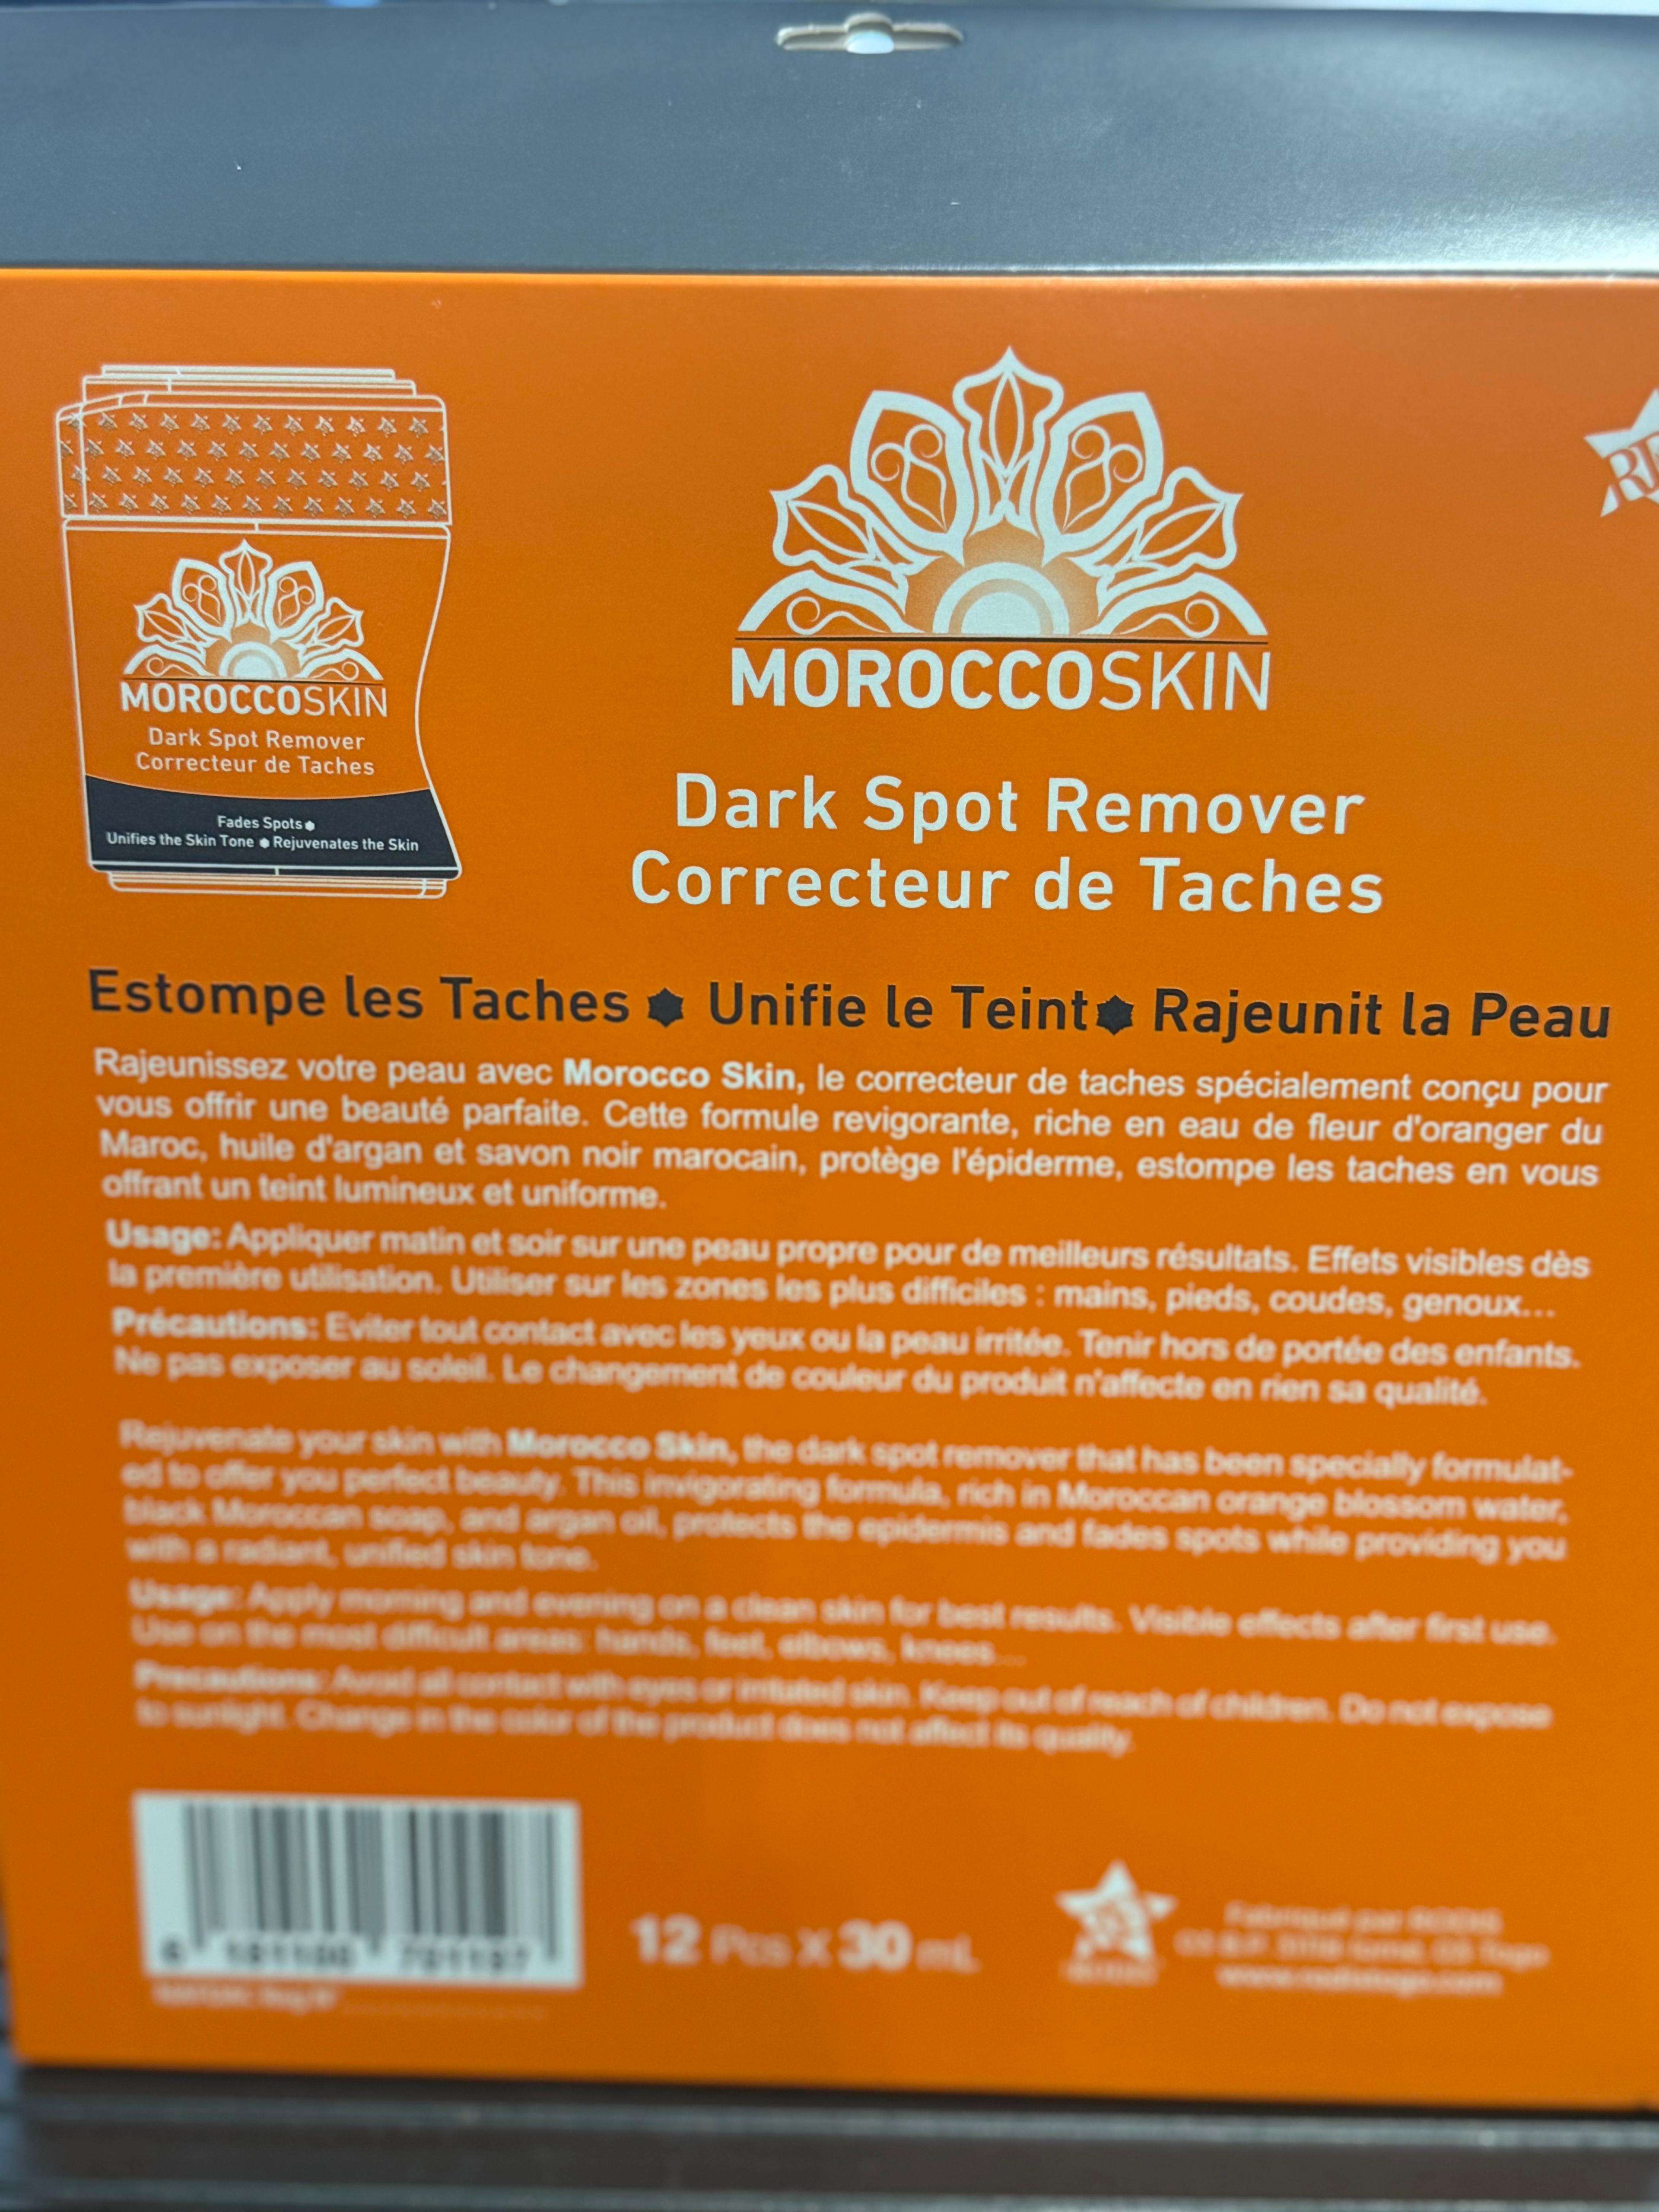 MOROCCOSKIN
Dark Spot Remover
Correcteur de Taches
Fades Spots
Unifies the Skin Tone Rejuvenates the Skin
MOROCCOSKIN
Dark Spot Remover
Correcteur de Taches
Estompe les Taches Unifie le Teint Rajeunit la Peau
Rajeunissez votre peau avec Morocco Skin, le correcteur de taches spécialement conçu pour
vous offrir une beauté parfaite. Cette formule revigorante, riche en eau de fleur d'oranger du
Maroc, huile d'argan et savon noir marocain, protège l'épiderme, estompe les taches en vous
offrant un teint lumineux et uniforme.
Usage: Appliquer matin et soir sur une peau propre pour de meilleurs résultats. Effets visibles dès
la première utilisation. Utiliser sur les zones les plus difficiles : mains, pieds, coudes, genoux...
Précautions: Eviter tout contact avec les yeux ou la peau irritée. Tenir hors de portée des enfants.
Ne pas exposer au soleil. Le changement de couleur du produit n'affecte en rien sa qualité.
Rejuvenate your skin with Morocco Skin, the dark spot remover that has been specially formulat-
ed to offer you perfect beauty. This invigorating formula, rich in Moroccan orange blossom water,
black Moroccan soap, and argan oil, protects the epidermis and fades spots while providing you
with a radiant, unified skin tone.
Usage: Apply morning and evening on a clean skin for best results. Visible effects after first use.
Use on the most difficult areas: hands, feet, elbows, knees...
Precautions: Avoid all contact with eyes or irritated skin. Keep out of reach of children. Do not expose
to sunlight. Change in the color of the product does not affect its quality.
12 Pcs X 30 mL
Fabriqué par